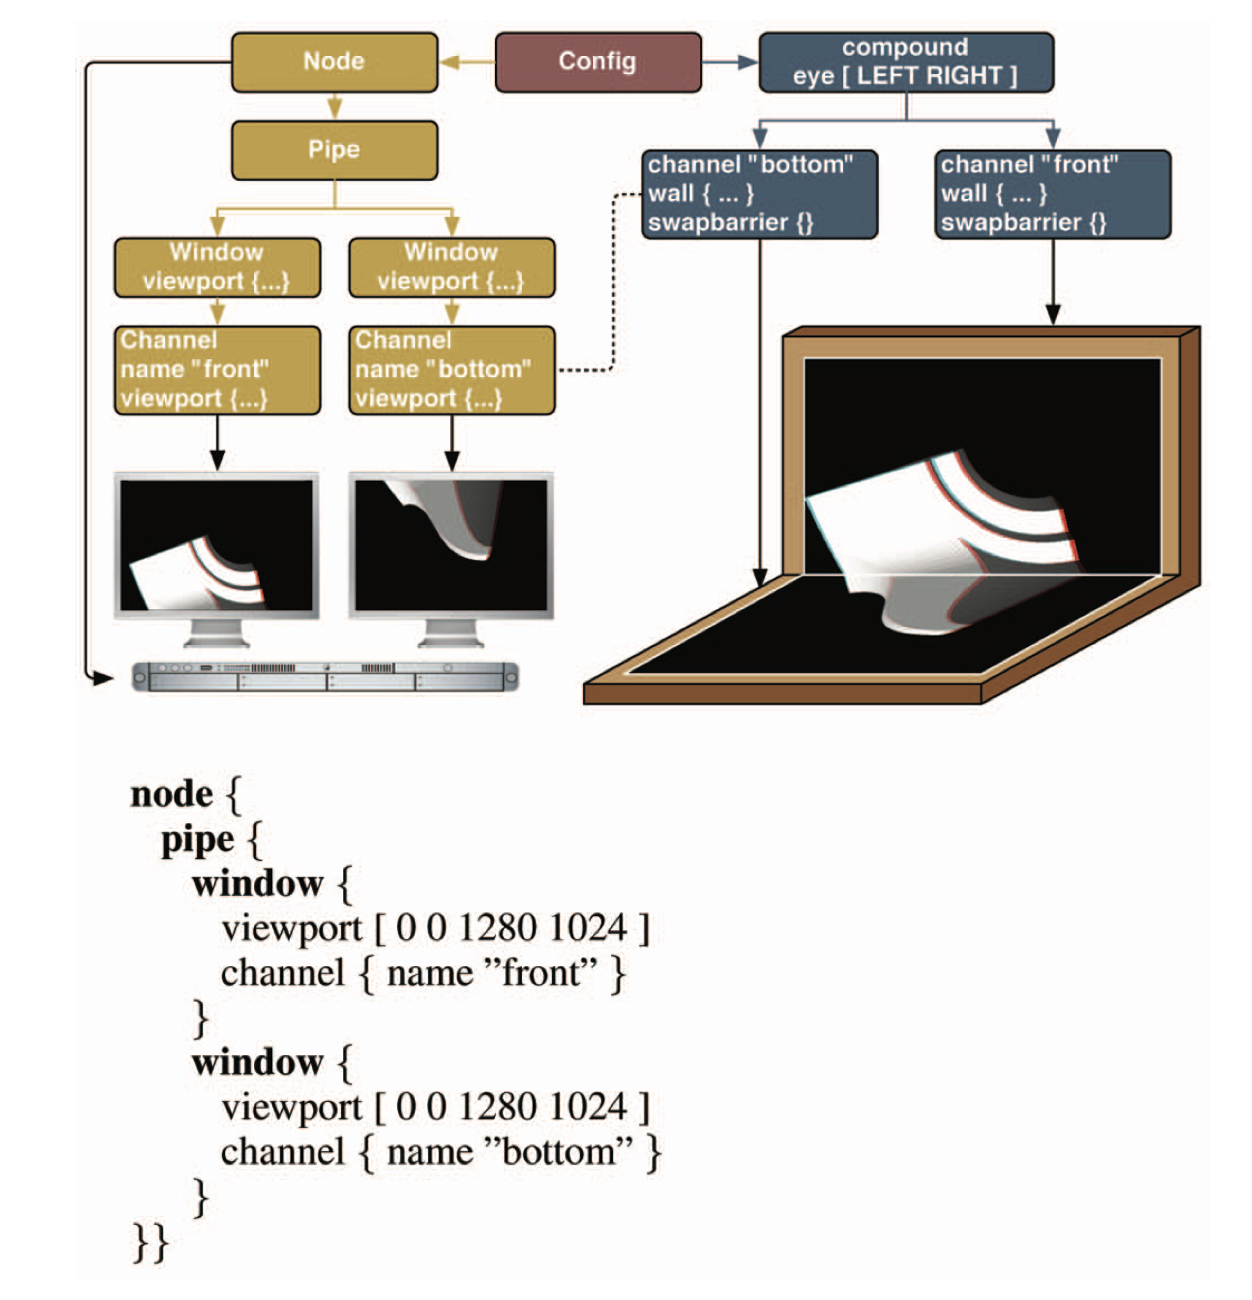 Node
Config
compound
eye [ LEFT RIGHT ]
Pipe
channel "bottom"
wall { ... }
swapbarrier {}
channel "front"
wall { ... }
swapbarrier {}
Window
viewport {...}
Window
viewport {...}
Channel
name "front"
viewport {...}
Channel
name "bottom"
viewport {...}
node {
pipe {
window {
viewport [ 0 0 1280 1024 ]
channel { name ”front” }
}
window {
viewport [ 0 0 1280 1024 ]
channel { name ”bottom” }
}
}}